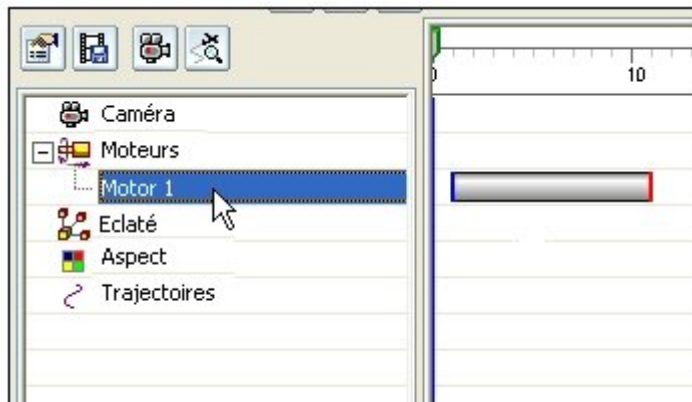 0 10
Caméra
Moteurs
Motor 1
Eclaté
Aspect
Trajectoires